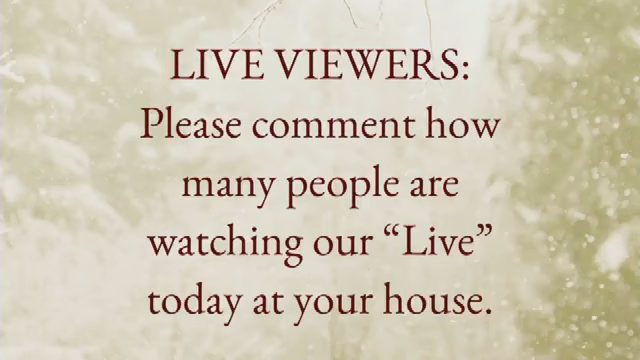 LIVE VIEWERS:
Please comment how
many people are
watching our “Live”
today at your house.